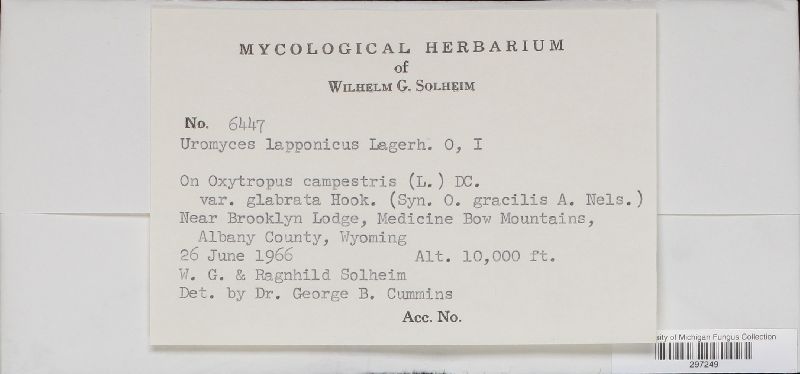 MYCOLOGICAL HERBARIUM
of
WILHELM G. SOLHEIM
No. 6447
Uromyces lapponicus Lagerh. O, I
On Oxytropus campestris (L.) DC.
var. glabrata Hook. (Syn. O. gracilis A. Nels.)
Near Brooklyn Lodge, Medicine Bow Mountains,
Albany County, Wyoming
26 June 1966 Alt. 10,000 ft.
W. G. & Ragnhild Solheim
Det. by Dr. George B. Cummins
Acc. No.
of Michigan Fungus Collection
297249